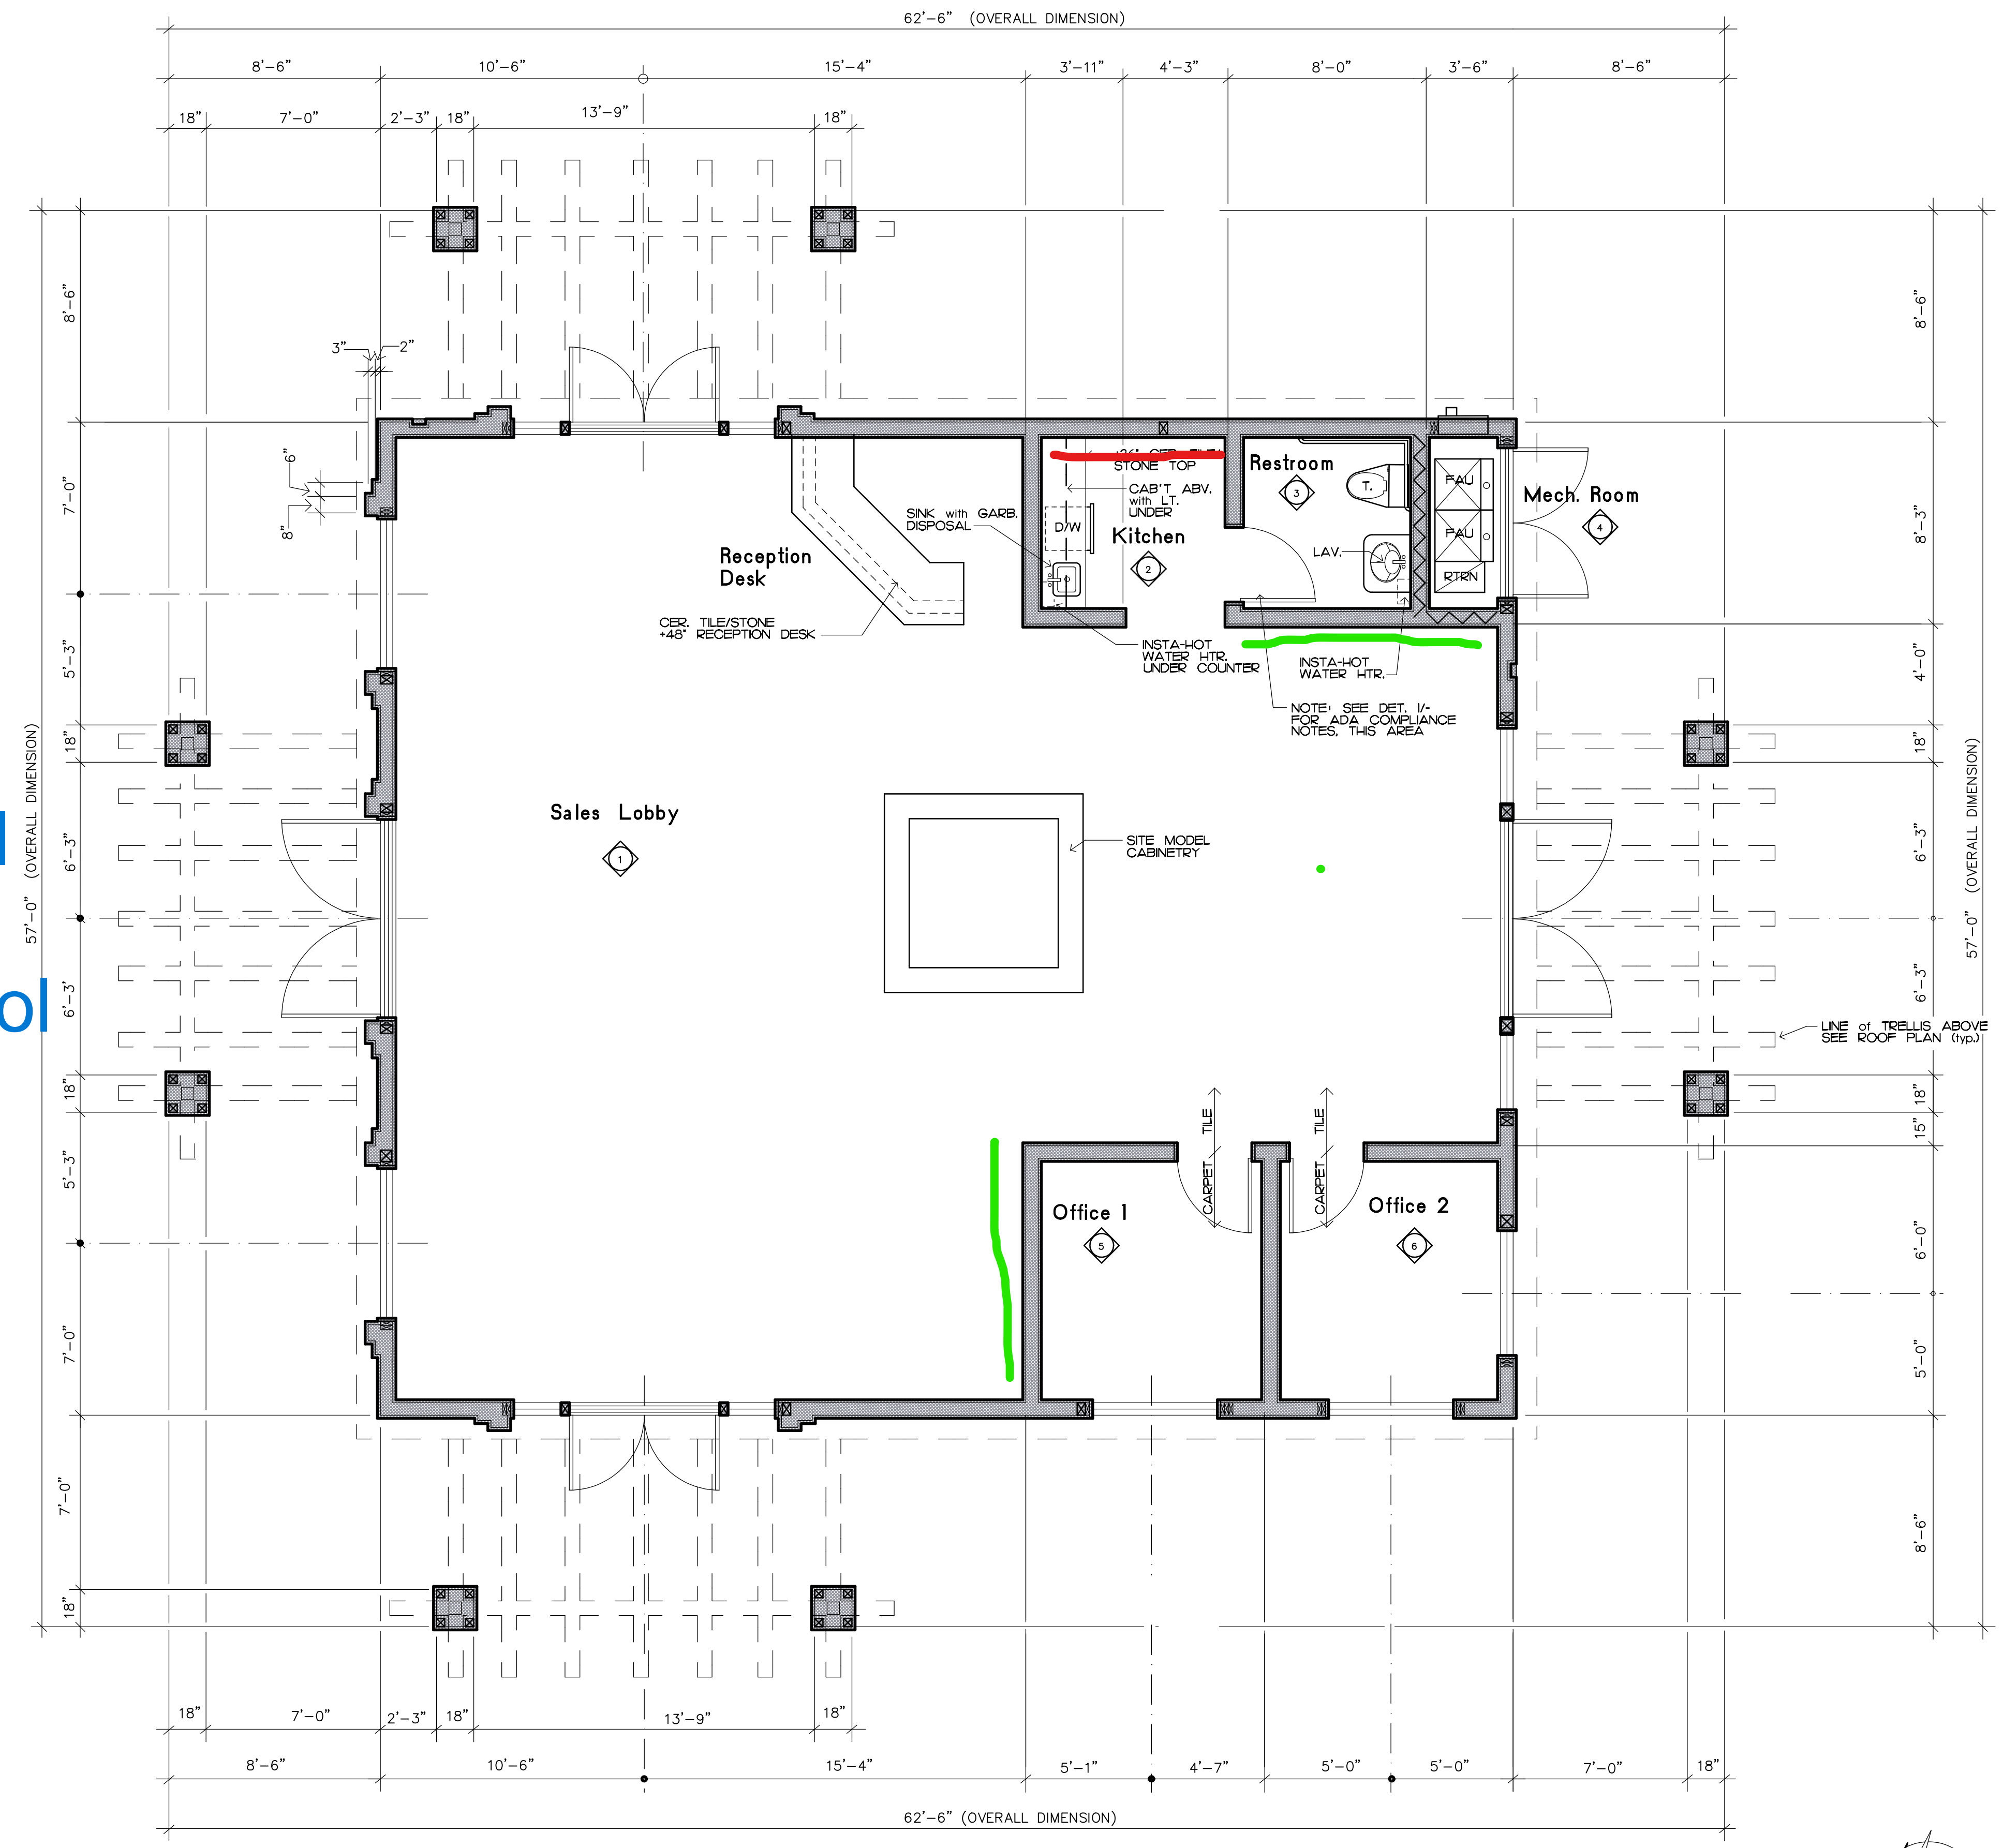 62'-6" (OVERALL DIMENSION)
8'-6"
10'-6"
15'-4"
3'-11"
4'-3"
8'-0"
3'-6"
8'-6"
18"
7'-0"
2'-3"
18"
13'-9"
18"
8'-6"
8'-6"
3"
2"
6"
8"
7'-0"
8'-3"
STONE TOP
CAB'T ABV.
with LT.
UNDER
SINK with GARB.
DISPOSAL
D/W
Kitchen
2
Restroom
3
T.
LAV.
FAU
FAU
RTRN
Mech. Room
4
Reception
Desk
CER. TILE/STONE
+48" RECEPTION DESK
INSTA-HOT
WATER HTR.
UNDER COUNTER
INSTA-HOT
WATER HTR.
NOTE: SEE DET. 1/-
FOR ADA COMPLIANCE
NOTES, THIS AREA
5'-3"
4'-0"
18"
18"
57'-0" (OVERALL DIMENSION)
57'-0" (OVERALL DIMENSION)
Sales Lobby
1
SITE MODEL
CABINETRY
6'-3"
6'-3"
6'-3'
6'-3"
ol
LINE of TRELLIS ABOVE
SEE ROOF PLAN (typ.)
18"
18"
15"
CARPET TILE
CARPET TILE
5'-3"
Office 1
5
Office 2
6
6'-0"
7'-0"
5'-0"
7'-0"
8'-6"
18"
18"
7'-0"
2'-3"
18"
13'-9"
18"
8'-6"
10'-6"
15'-4"
5'-1"
4'-7"
5'-0"
5'-0"
7'-0"
18"
62'-6" (OVERALL DIMENSION)